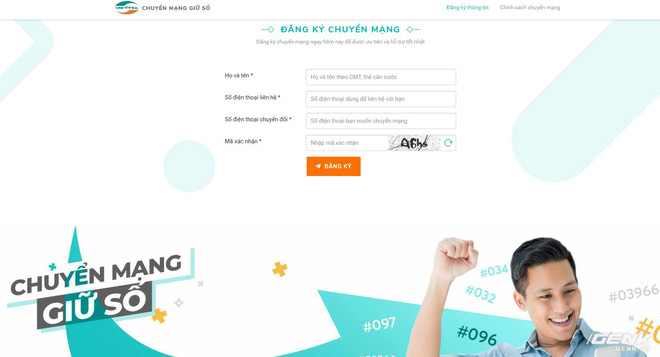 VIETTEL CHUYỂN MẠNG GIỮ SỐ
Đăng ký thông tin Chính sách chuyển mạng
ĐĂNG KÝ CHUYỂN MẠNG
Đăng ký chuyển mạng ngay hôm nay để được ưu tiên và hỗ trợ tốt nhất
Họ và tên * Họ và tên theo CMT, thẻ căn cước
Số điện thoại liên hệ * Số điện thoại dùng để liên hệ với bạn
Số điện thoại chuyển đổi * Số điện thoại bạn muốn chuyển mạng
Mã xác nhận * Nhập mã xác nhận
ĐĂNG KÝ
CHUYỂN MẠNG
GIỮ SỐ
#034
#032
#03966
#097
#096
GENK